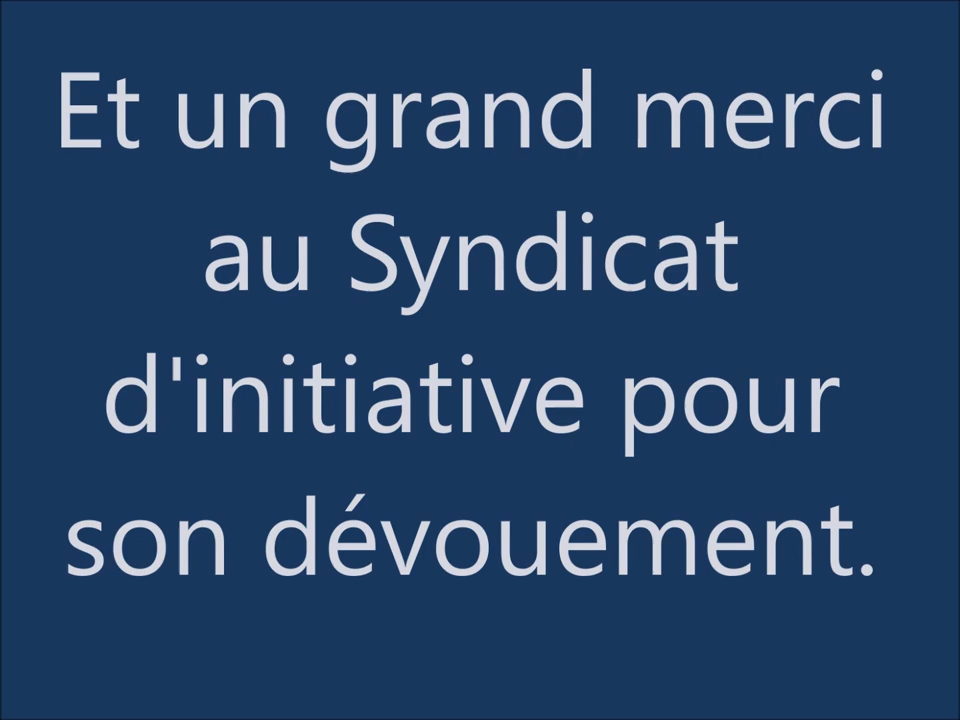 Et un grand merci
au Syndicat
d'initiative pour
son dévouement.